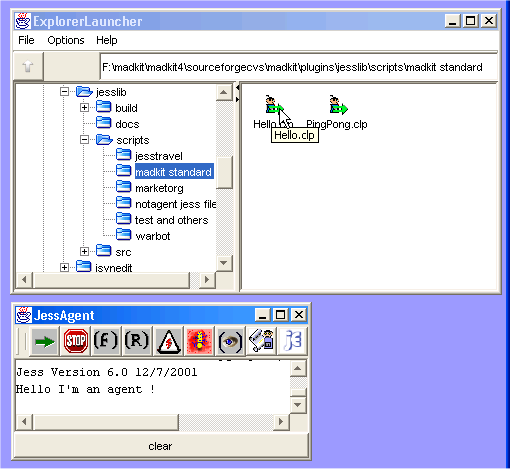 ExplorerLauncher
File Options Help
F:\madkit\madkit4\sourceforgecvs\madkit\plugins\jesslib\scripts\madkit standard
jesslib
build
docs
scripts
jesstravel
madkit standard
marketorg
notagent jess file
test and others
warbot
src
isvnedit
Hello.clp PingPong.clp
Hello.clp
JessAgent
STOP (f) (R) j3
Jess Version 6.0 12/7/2001
Hello I'm an agent !
clear